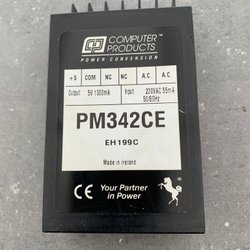 COMPUTER™
PRODUCTS
POWER CONVERSION
+5 COM NC NC A.C. A.C.
Output: 5V 1000mA Input: 230VAC 55mA
50/60Hz
PM342CE
EH199C
Made in Ireland
CE Your Partner
in Power